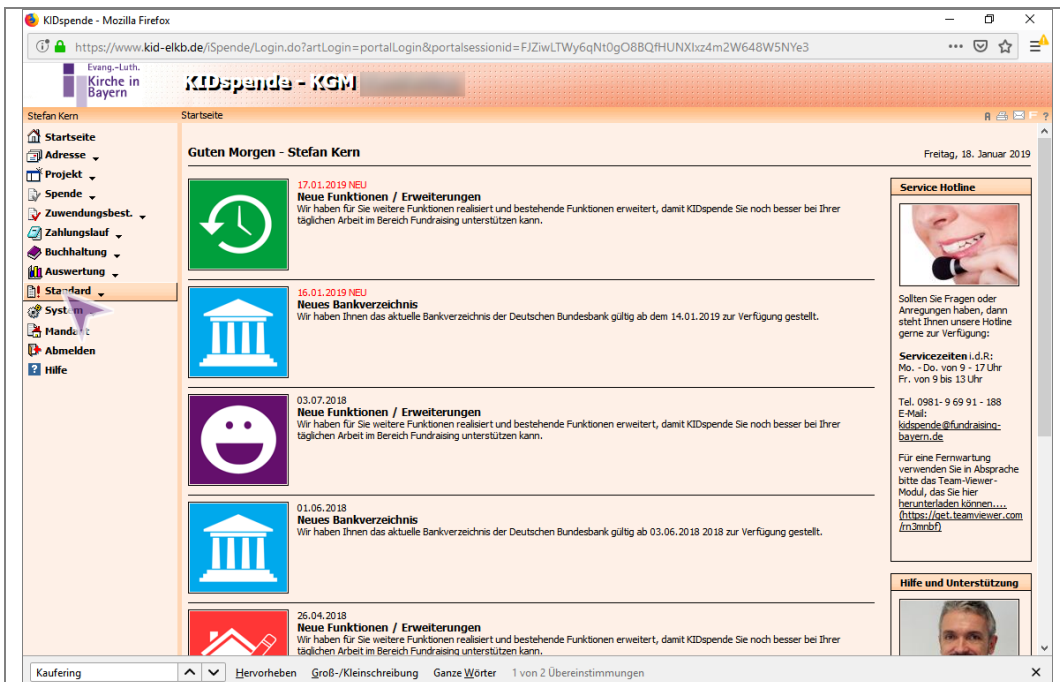 KIDspende - Mozilla Firefox
https://www.kid-elkb.de/iSpende/Login.do?artLogin=portalLogin&portalsessionid=FJZiwLTWy6qNt0gO8BQfHUNXIxz4m2W648W5NYe3
Evang.-Luth.
Kirche in
Bayern
KIDspende - KGM
Stefan Kern
Startseite
Startseite
Adresse
Projekt
Spende
Zuwendungsbest.
Zahlungslauf
Buchhaltung
Auswertung
Standard
System
Mandant
Abmelden
Hilfe
Guten Morgen - Stefan Kern
Freitag, 18. Januar 2019
17.01.2019 NEU
Neue Funktionen / Erweiterungen
Wir haben für Sie weitere Funktionen realisiert und bestehende Funktionen erweitert, damit KIDspende Sie noch besser bei Ihrer
täglichen Arbeit im Bereich Fundraising unterstützen kann.
16.01.2019 NEU
Neues Bankverzeichnis
Wir haben Ihnen das aktuelle Bankverzeichnis der Deutschen Bundesbank gültig ab dem 14.01.2019 zur Verfügung gestellt.
03.07.2018
Neue Funktionen / Erweiterungen
Wir haben für Sie weitere Funktionen realisiert und bestehende Funktionen erweitert, damit KIDspende Sie noch besser bei Ihrer
täglichen Arbeit im Bereich Fundraising unterstützen kann.
01.06.2018
Neues Bankverzeichnis
Wir haben Ihnen das aktuelle Bankverzeichnis der Deutschen Bundesbank gültig ab 03.06.2018 2018 zur Verfügung gestellt.
26.04.2018
Neue Funktionen / Erweiterungen
Wir haben für Sie weitere Funktionen realisiert und bestehende Funktionen erweitert, damit KIDspende Sie noch besser bei Ihrer
täglichen Arbeit im Bereich Fundraising unterstützen kann.
Service Hotline
Sollten Sie Fragen oder
Anregungen haben, dann
steht Ihnen unsere Hotline
gerne zur Verfügung:
Servicezeiten i.d.R:
Mo. - Do. von 9 - 17 Uhr
Fr. von 9 bis 13 Uhr
Tel. 0981- 9 69 91 - 188
E-Mail:
kidspende@fundraising-
bayern.de
Für eine Fernwartung
verwenden Sie in Absprache
bitte das Team-Viewer-
Modul, das Sie hier
herunterladen können....
(https://get.teamviewer.com
/rn3mnbf)
Hilfe und Unterstützung
Kaufering
Hervorheben Groß-/Kleinschreibung Ganze Wörter 1 von 2 Übereinstimmungen